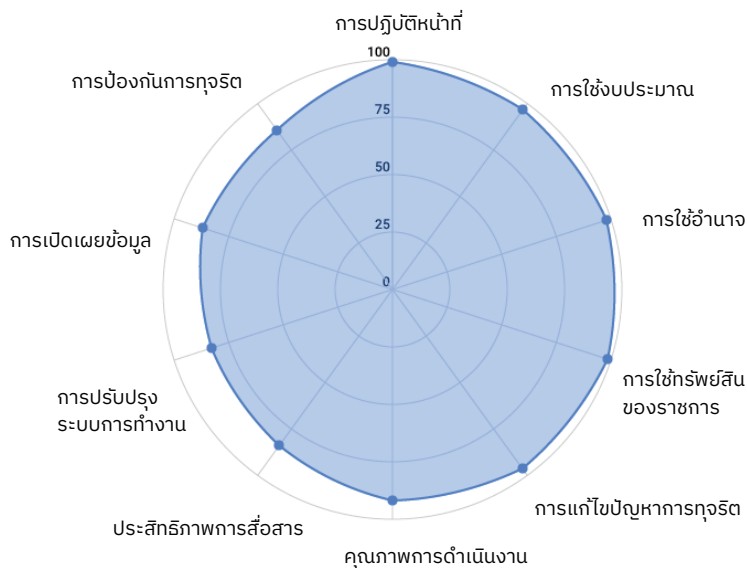 การปฏิบัติหน้าที่
100
การป้องกันการทุจริต
การใช้งบประมาณ
75
50
การใช้อำนาจ
25
การเปิดเผยข้อมูล
0
การใช้ทรัพย์สิน
ของราชการ
การปรับปรุง
ระบบการทำงาน
การแก้ไขปัญหาการทุจริต
ประสิทธิภาพการสื่อสาร
คุณภาพการดำเนินงาน